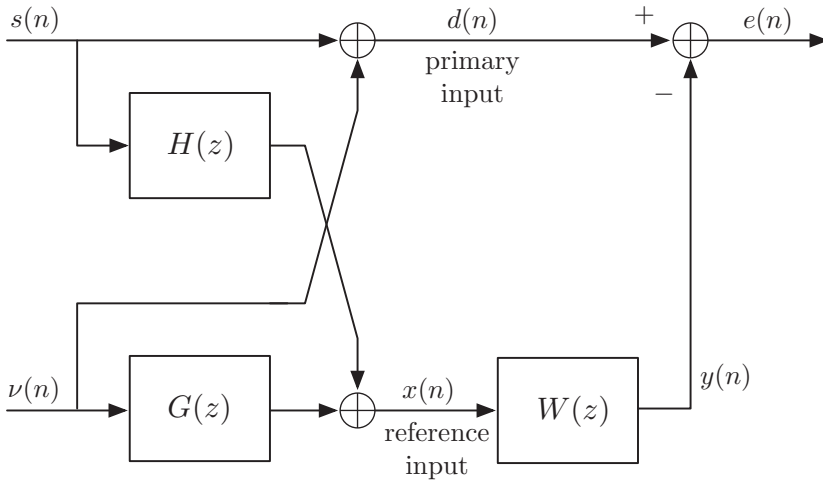 s(n)
d(n)
+
e(n)
primary
input
−
H(z)
ν(n)
G(z)
x(n)
W(z)
y(n)
reference
input